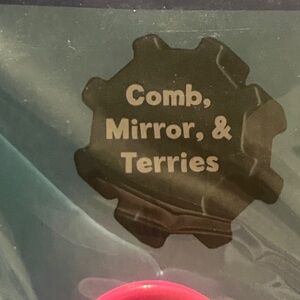 Comb,
Mirror, &
Terries